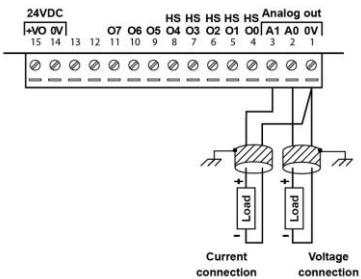 24VDC
HS HS HS HS HS
Analog out
+VO 0V O7 O6 O5 O4 O3 O2 O1 O0 A1 A0 0V
15 14 13 12 11 10 9 8 7 6 5 4 3 2 1
+ +
Load Load
- -
Current connection
Voltage connection